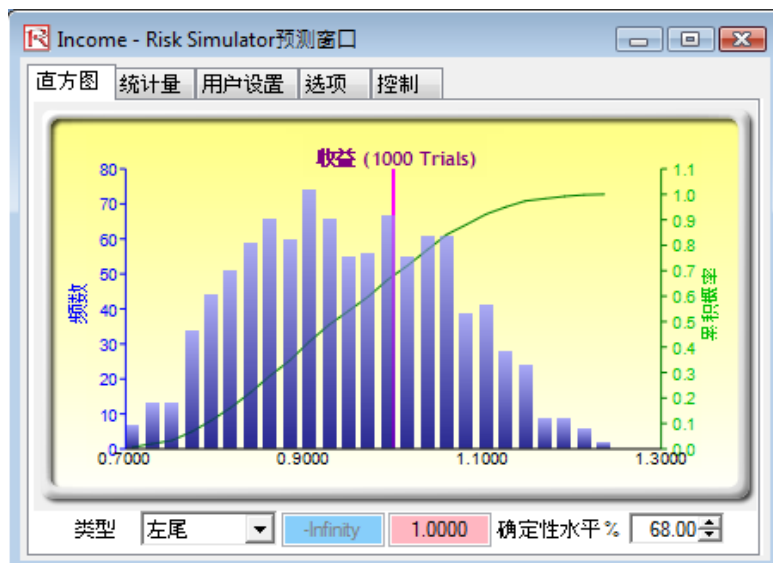 Income - Risk Simulator预测窗口
直方图 统计量 用户设置 选项 控制
收益 (1000 Trials)
80 1.1
70 1.0
60 0.9
50 0.8
40 0.7
30 0.6
20 0.5
10 0.4
0 0.3
0.2
0.1
0.0
频数
累积概率
0.7000 0.9000 1.1000 1.3000
类型 左尾 -Infinity 1.0000 确定性水平% 68.00